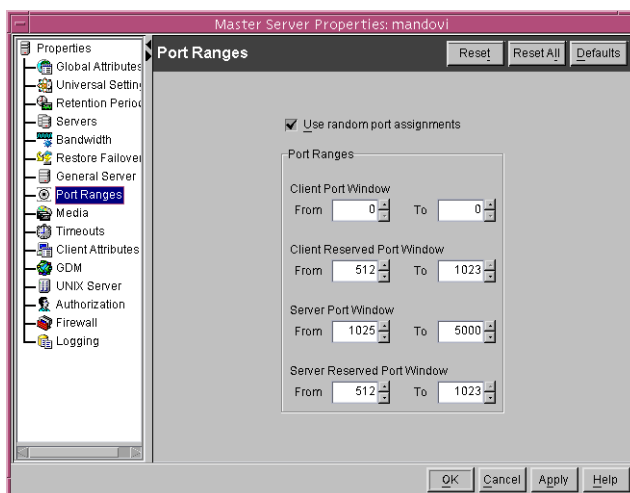 Master Server Properties: mandovi
Properties
Global Attributes
Universal Settin
Retention Period
Servers
Bandwidth
Restore Failover
General Server
Port Ranges
Media
Timeouts
Client Attributes
GDM
UNIX Server
Authorization
Firewall
Logging
Port Ranges
Reset
Reset All
Defaults
Use random port assignments
Port Ranges
Client Port Window
From 0 To 0
Client Reserved Port Window
From 512 To 1023
Server Port Window
From 1025 To 5000
Server Reserved Port Window
From 512 To 1023
OK
Cancel
Apply
Help